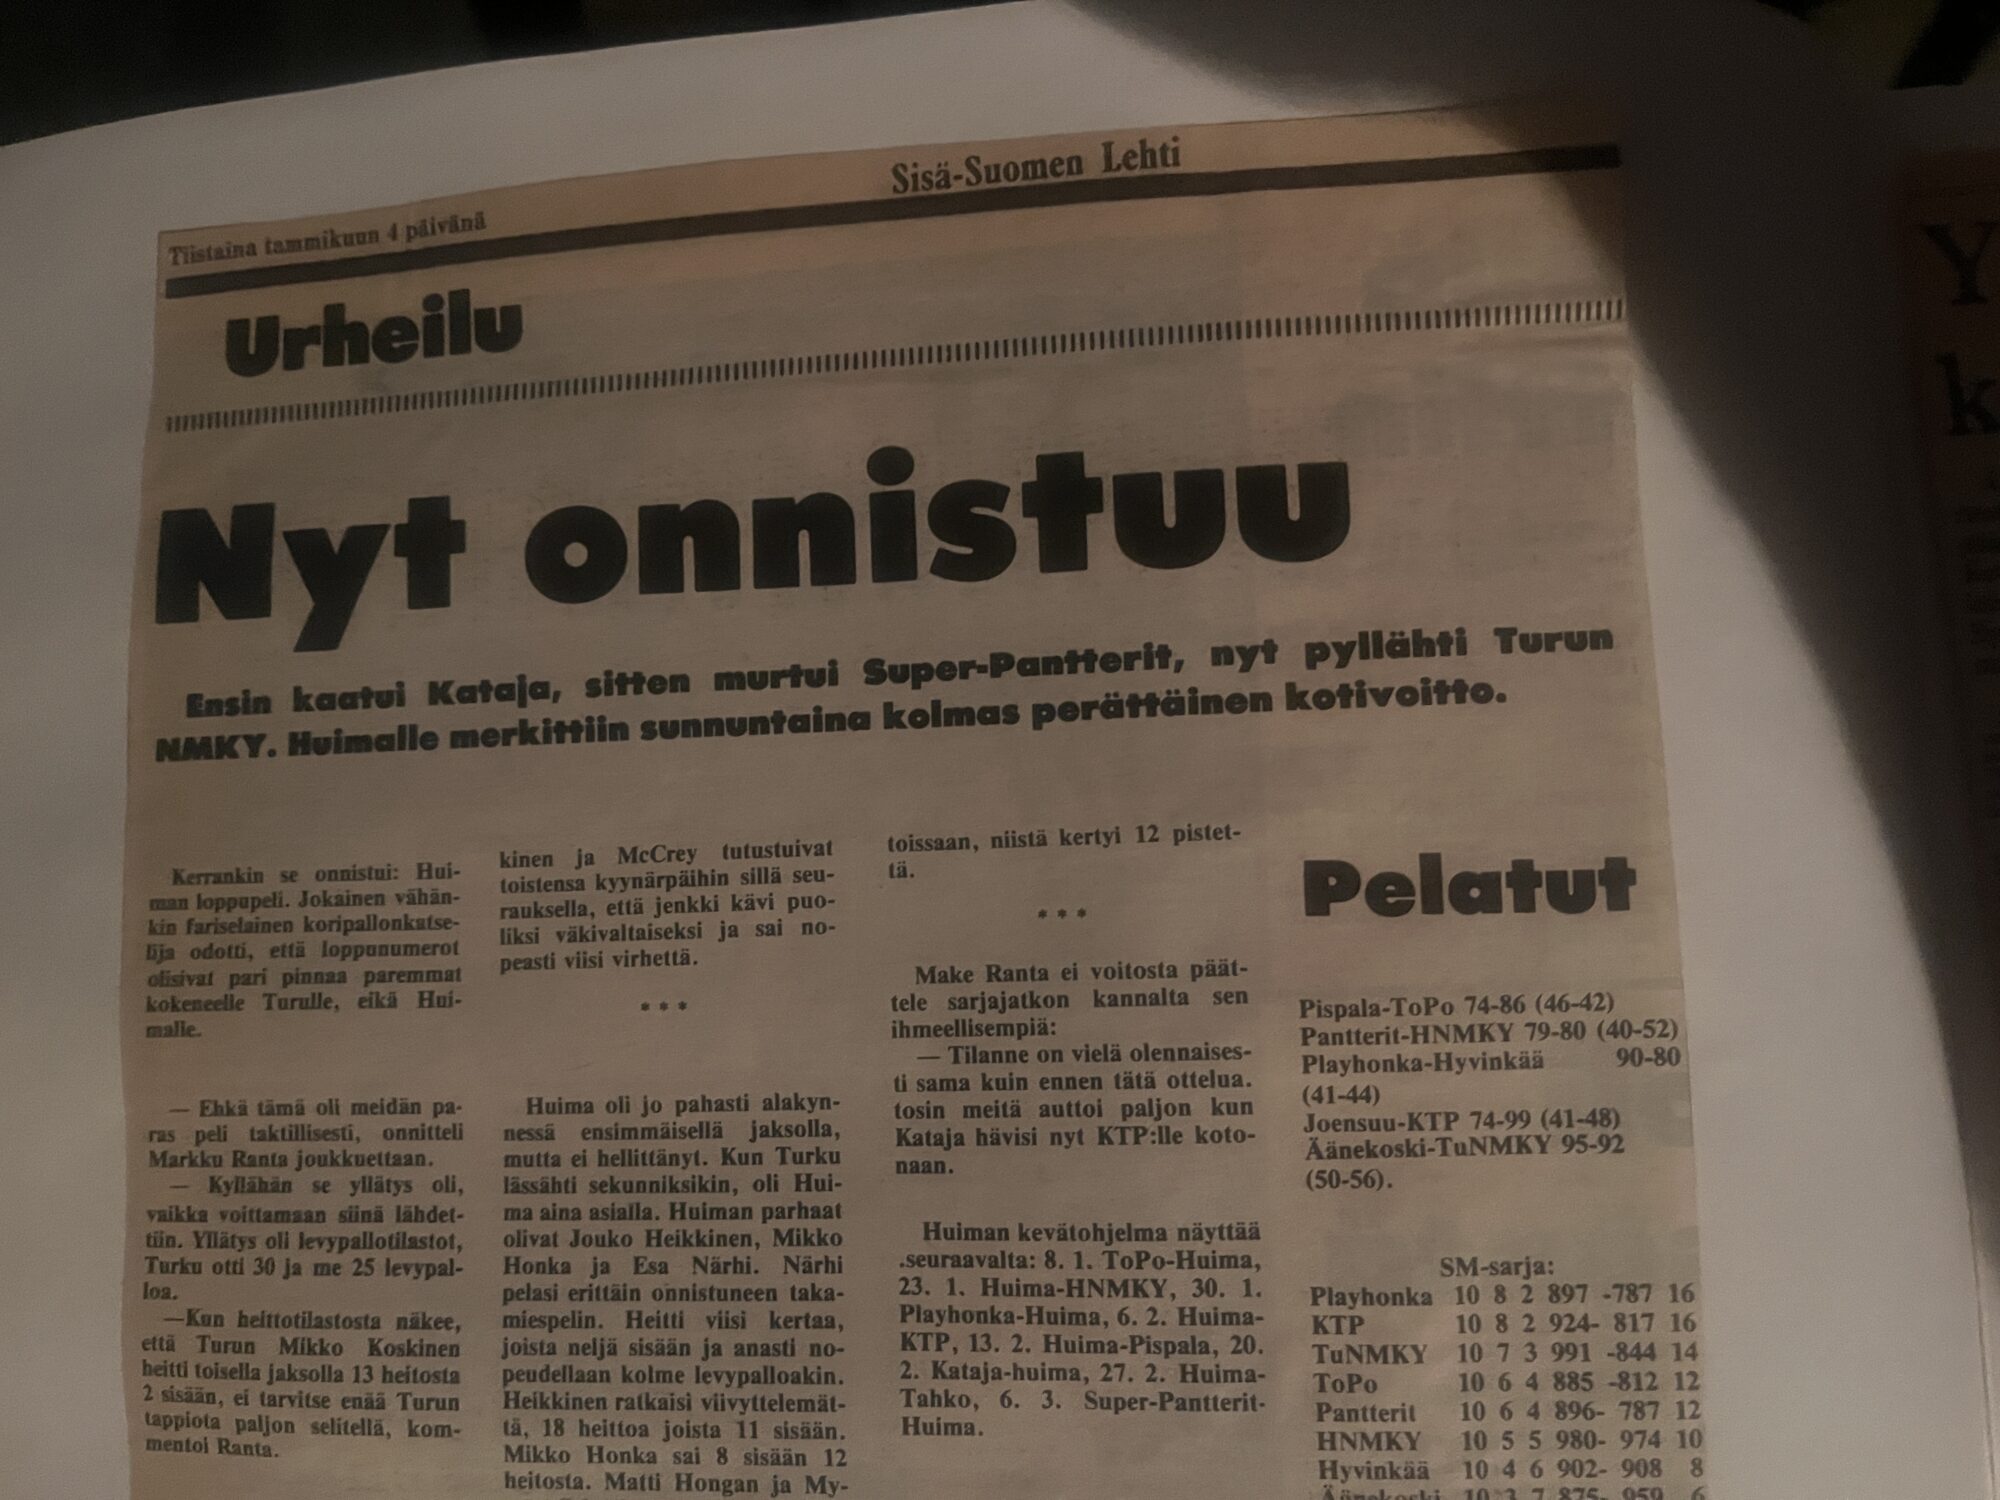 Sisä-Suomen Lehti
Tiistaina tammikuun 4 päivänä
Urheilu
Nyt onnistuu
Ensin kaatui Kataja, sitten murtui Super-Pantterit, nyt pyllähti Turun
NMKY. Huimalle merkittiin sunnuntaina kolmas perättäinen kotivoitto.
Kerrankin se onnistui: Hui-
man loppupeli. Jokainen vähän-
kin fariselainen koripallonkatse-
lija odotti, että loppunumerot
olisivat pari pinnaa paremmat
kokeneelle Turulle, eikä Hui-
malle.
— Ehkä tämä oli meidän pa-
ras peli taktillisesti, onnitteli
Markku Ranta joukkuettaan.
— Kyllähän se yllätys oli,
vaikka voittamaan siinä lähdet-
tiin. Yllätys oli levypallotilastot,
Turku otti 30 ja me 25 levypal-
loa.
—Kun heittotilastosta näkee,
että Turun Mikko Koskinen
heitti toisella jaksolla 13 heitosta
2 sisään, ei tarvitse enää Turun
tappiota paljon selitellä, kom-
mentoi Ranta.
kinen ja McCrey tutustuivat
toistensa kyynärpäihin sillä seu-
rauksella, että jenkki kävi puo-
liksi väkivaltaiseksi ja sai no-
peasti viisi virhettä.
* * *
Huima oli jo pahasti alakyn-
nessä ensimmäisellä jaksolla,
mutta ei hellittänyt. Kun Turku
lässähti sekunniksikin, oli Hui-
ma aina asialla. Huiman parhaat
olivat Jouko Heikkinen, Mikko
Honka ja Esa Närhi. Närhi
pelasi erittäin onnistuneen taka-
miespelin. Heitti viisi kertaa,
joista neljä sisään ja anasti no-
peudellaan kolme levypalloakin.
Heikkinen ratkaisi viivyttelemät-
tä, 18 heittoa joista 11 sisään.
Mikko Honka sai 8 sisään 12
heitosta. Matti Hongan ja My-
toissaan, niistä kertyi 12 pistet-
tä.
* * *
Make Ranta ei voitosta päät-
tele sarjajatkon kannalta sen
ihmeellisempiä:
— Tilanne on vielä olennaises-
ti sama kuin ennen tätä ottelua.
tosin meitä auttoi paljon kun
Kataja hävisi nyt KTP:lle koto-
naan.
Huiman kevätohjelma näyttää
.seuraavalta: 8. 1. ToPo-Huima,
23. 1. Huima-HNMKY, 30. 1.
Playhonka-Huima, 6. 2. Huima-
KTP, 13. 2. Huima-Pispala, 20.
2. Kataja-huima, 27. 2. Huima-
Tahko, 6. 3. Super-Pantterit-
Huima.
Pelatut
Pispala-ToPo 74-86 (46-42)
Pantterit-HNMKY 79-80 (40-52)
Playhonka-Hyvinkää 90-80
(41-44)
Joensuu-KTP 74-99 (41-48)
Äänekoski-TuNMKY 95-92
(50-56).
SM-sarja:
Playhonka 10 8 2 897 -787 16
KTP 10 8 2 924- 817 16
TuNMKY 10 7 3 991 -844 14
ToPo 10 6 4 885 -812 12
Pantterit 10 6 4 896- 787 12
HNMKY 10 5 5 980- 974 10
Hyvinkää 10 4 6 902- 908 8
Äänekoski 10 3 7 875- 959 6
Y
k